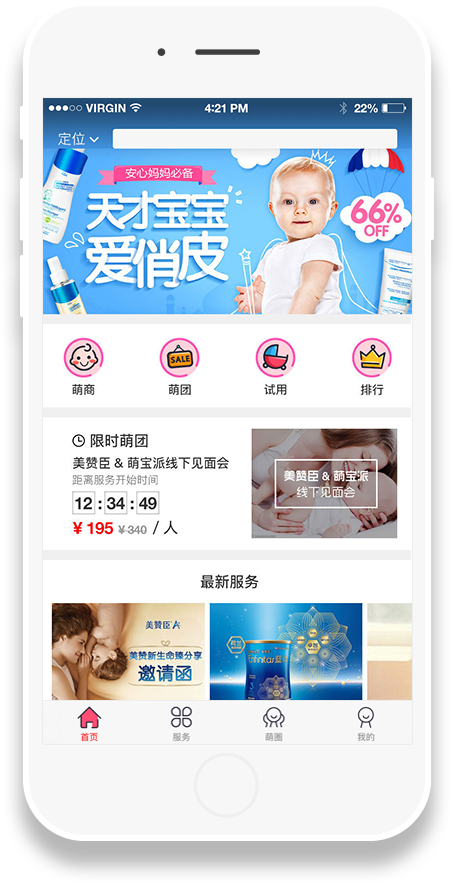 VIRGIN
4:21 PM
22%
定位
安心妈妈必备
天才宝宝
爱俏皮
66%
OFF
SALE
萌商
萌团
试用
排行
限时萌团
美赞臣 & 萌宝派线下见面会
距离服务开始时间
12 : 34 : 49
¥ 195 ¥ 340 / 人
美赞臣 & 萌宝派
线下见面会
最新服务
美赞臣 A+
美赞新生命臻分享
邀请函
Enfinitas
首页
服务
萌圈
我的